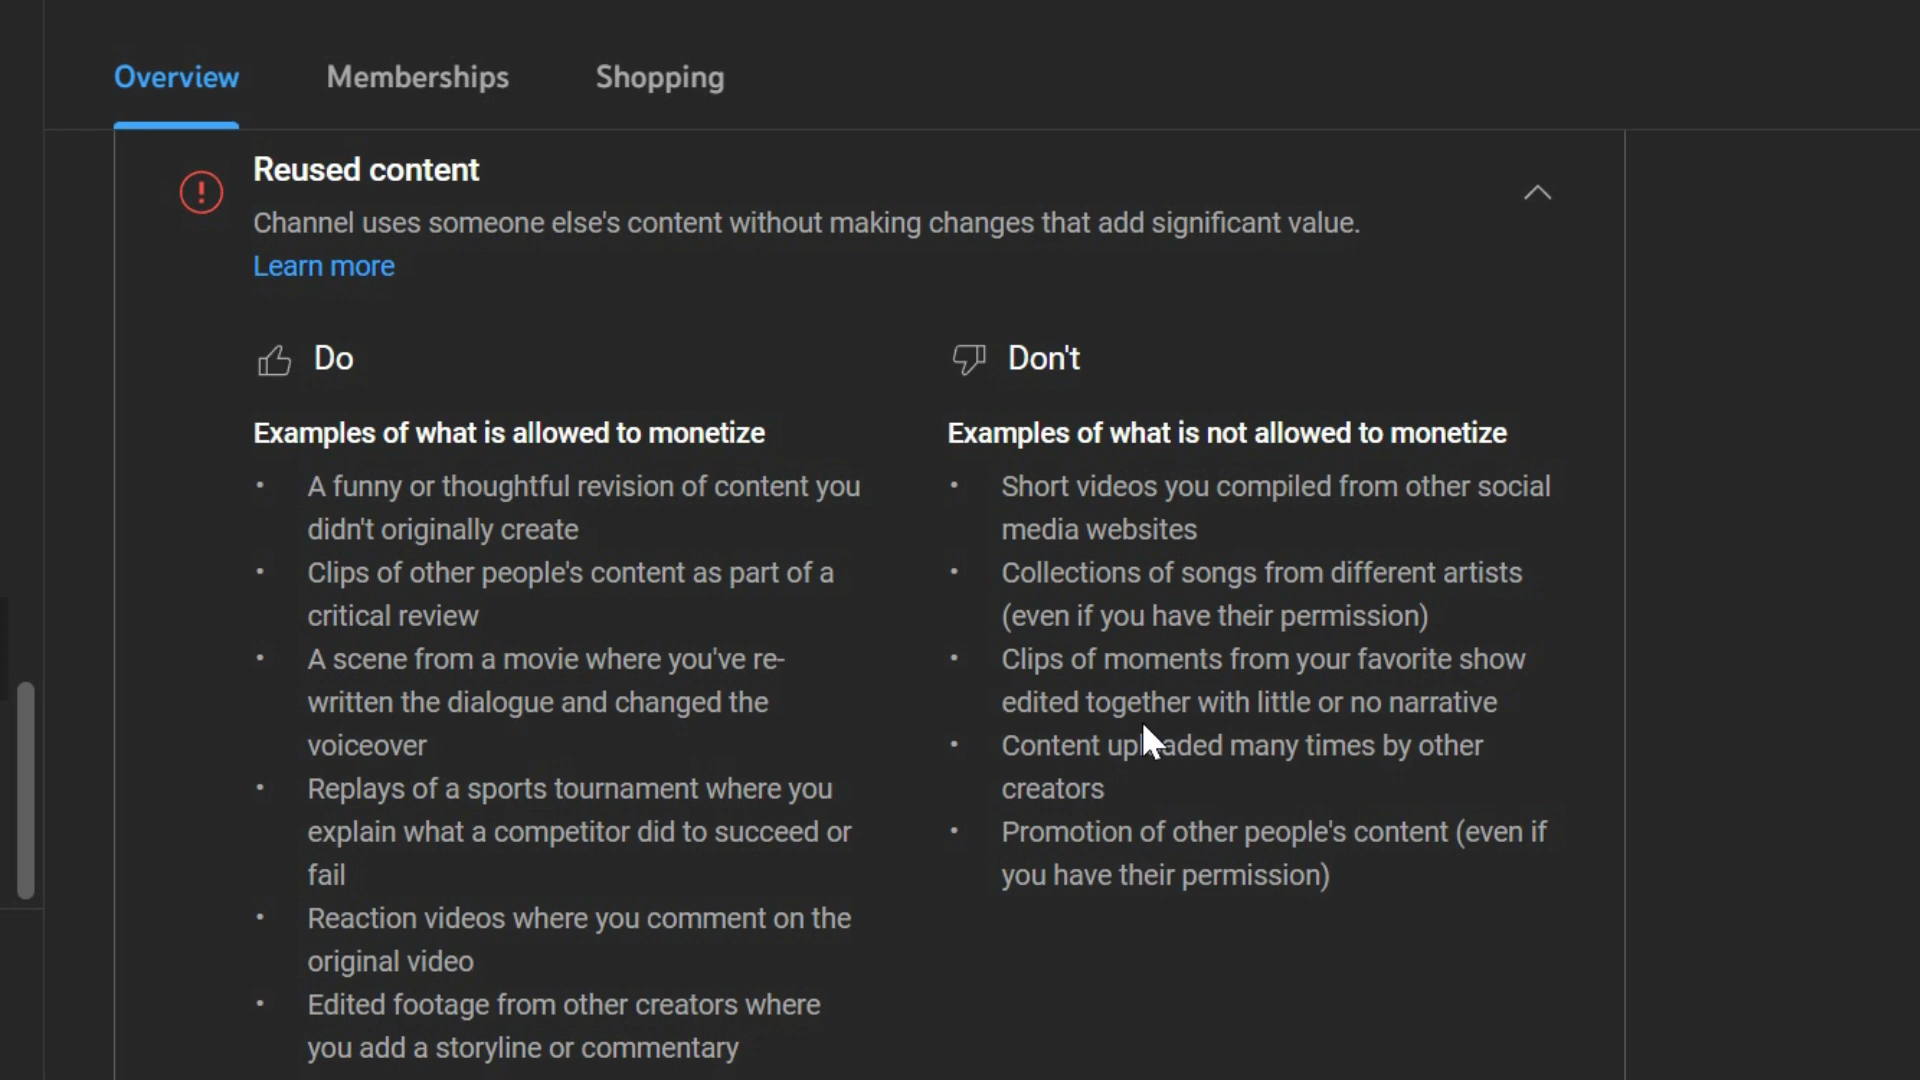 Overview Memberships Shopping
Reused content
Channel uses someone else's content without making changes that add significant value.
Learn more
Do
Examples of what is allowed to monetize
• A funny or thoughtful revision of content you
didn't originally create
• Clips of other people's content as part of a
critical review
• A scene from a movie where you've re-
written the dialogue and changed the
voiceover
• Replays of a sports tournament where you
explain what a competitor did to succeed or
fail
• Reaction videos where you comment on the
original video
• Edited footage from other creators where
you add a storyline or commentary
Don't
Examples of what is not allowed to monetize
• Short videos you compiled from other social
media websites
• Collections of songs from different artists
(even if you have their permission)
• Clips of moments from your favorite show
edited together with little or no narrative
• Content uploaded many times by other
creators
• Promotion of other people's content (even if
you have their permission)